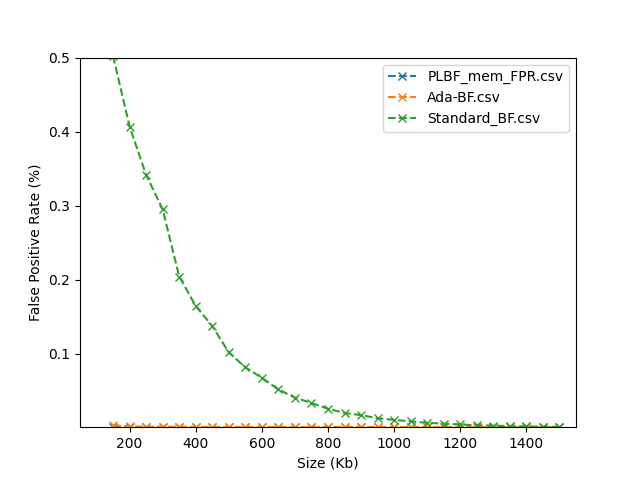 0.5
0.4
0.3
0.2
0.1
False Positive Rate (%)
PLBF_mem_FPR.csv
Ada-BF.csv
Standard_BF.csv
200 400 600 800 1000 1200 1400
Size (Kb)